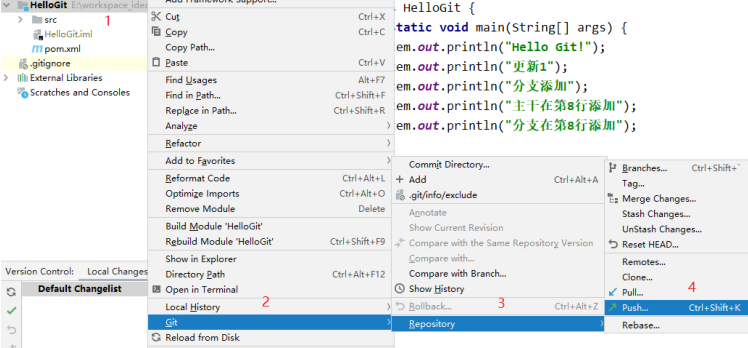 HelloGit E:\workspace_idea
src
1
HelloGit.iml
pom.xml
.gitignore
External Libraries
Scratches and Consoles
Version Control:
Local Changes
Default Changelist
Add Framework Support...
Cut Ctrl+X
Copy Ctrl+C
Copy Path...
Paste Ctrl+V
Find Usages Alt+F7
Find in Path... Ctrl+Shift+F
Replace in Path... Ctrl+Shift+R
Analyze
Refactor
Add to Favorites
Reformat Code Ctrl+Alt+L
Optimize Imports Ctrl+Alt+O
Remove Module Delete
Build Module 'HelloGit'
Rebuild Module 'HelloGit' Ctrl+Shift+F9
Show in Explorer
Directory Path Ctrl+Alt+F12
Open in Terminal
Local History
2
Git
Reload from Disk
HelloGit {
static void main(String[] args) {
em.out.println("Hello Git!");
em.out.println("更新1");
em.out.println("分支添加");
em.out.println("主干在第8行添加");
em.out.println("分支在第8行添加");
Commit Directory...
Add Ctrl+Alt+A
.git/info/exclude
Annotate
Show Current Revision
Compare with the Same Repository Version
Compare with...
Compare with Branch...
Show History
Rollback... Ctrl+Alt+Z
3
Repository
Branches... Ctrl+Shift+`
Tag...
Merge Changes...
Stash Changes...
UnStash Changes...
Reset HEAD...
Remotes...
Clone...
Pull...
4
Push... Ctrl+Shift+K
Rebase...